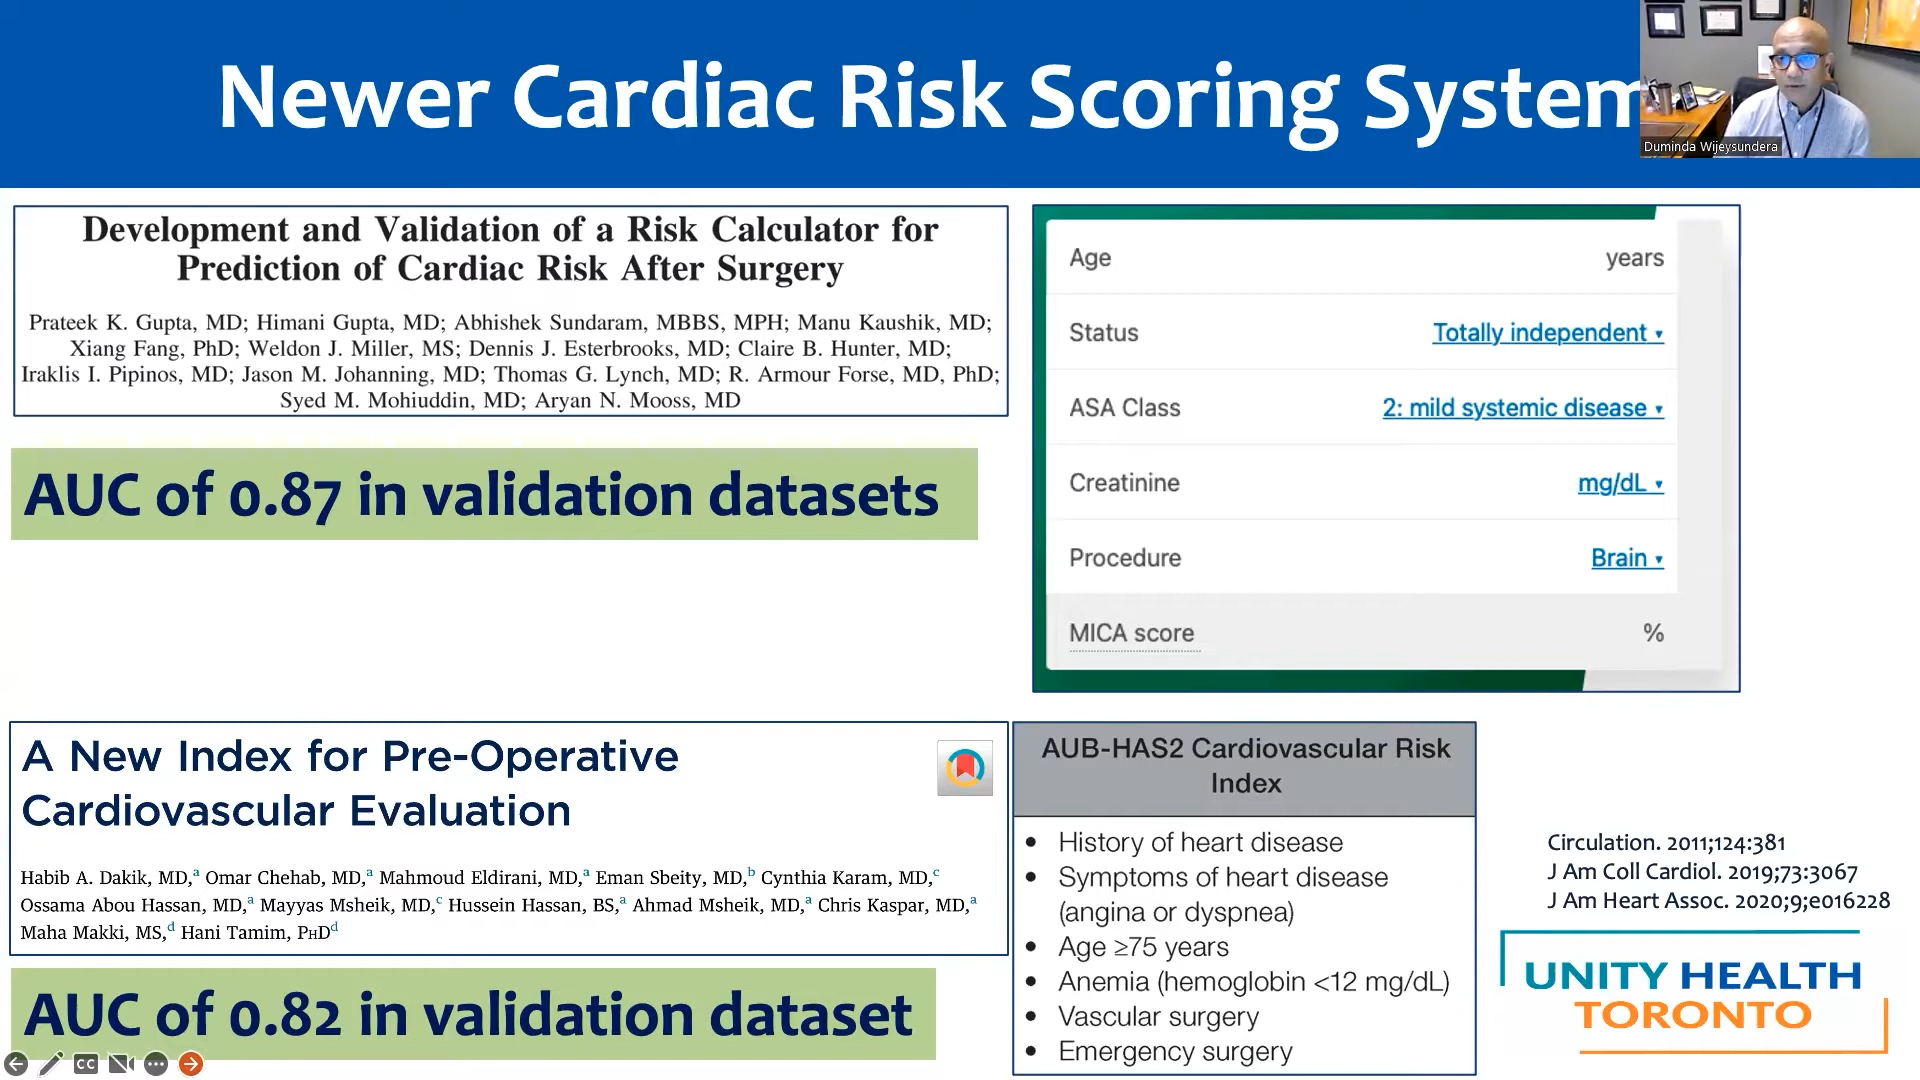 Newer Cardiac Risk Scoring System
Duminda Wijeysundera
Development and Validation of a Risk Calculator for
Prediction of Cardiac Risk After Surgery
Prateek K. Gupta, MD; Himani Gupta, MD; Abhishek Sundaram, MBBS, MPH; Manu Kaushik, MD;
Xiang Fang, PhD; Weldon J. Miller, MS; Dennis J. Esterbrooks, MD; Claire B. Hunter, MD;
Iraklis I. Pipinos, MD; Jason M. Johanning, MD; Thomas G. Lynch, MD; R. Armour Forse, MD, PhD;
Syed M. Mohiuddin, MD; Aryan N. Mooss, MD
AUC of 0.87 in validation datasets
Age years
Status Totally independent
ASA Class 2: mild systemic disease
Creatinine mg/dL
Procedure Brain
MICA score %
A New Index for Pre-Operative
Cardiovascular Evaluation
Habib A. Dakik, MD,a Omar Chehab, MD,a Mahmoud Eldirani, MD,a Eman Sbeity, MD,b Cynthia Karam, MD,c
Ossama Abou Hassan, MD,a Mayyas Msheik, MD,c Hussein Hassan, BS,a Ahmad Msheik, MD,a Chris Kaspar, MD,a
Maha Makki, MS,d Hani Tamim, PhDd
AUC of 0.82 in validation dataset
AUB-HAS2 Cardiovascular Risk
Index
• History of heart disease
• Symptoms of heart disease
(angina or dyspnea)
• Age ≥75 years
• Anemia (hemoglobin <12 mg/dL)
• Vascular surgery
• Emergency surgery
Circulation. 2011;124:381
J Am Coll Cardiol. 2019;73:3067
J Am Heart Assoc. 2020;9;e016228
UNITY HEALTH
TORONTO
CC